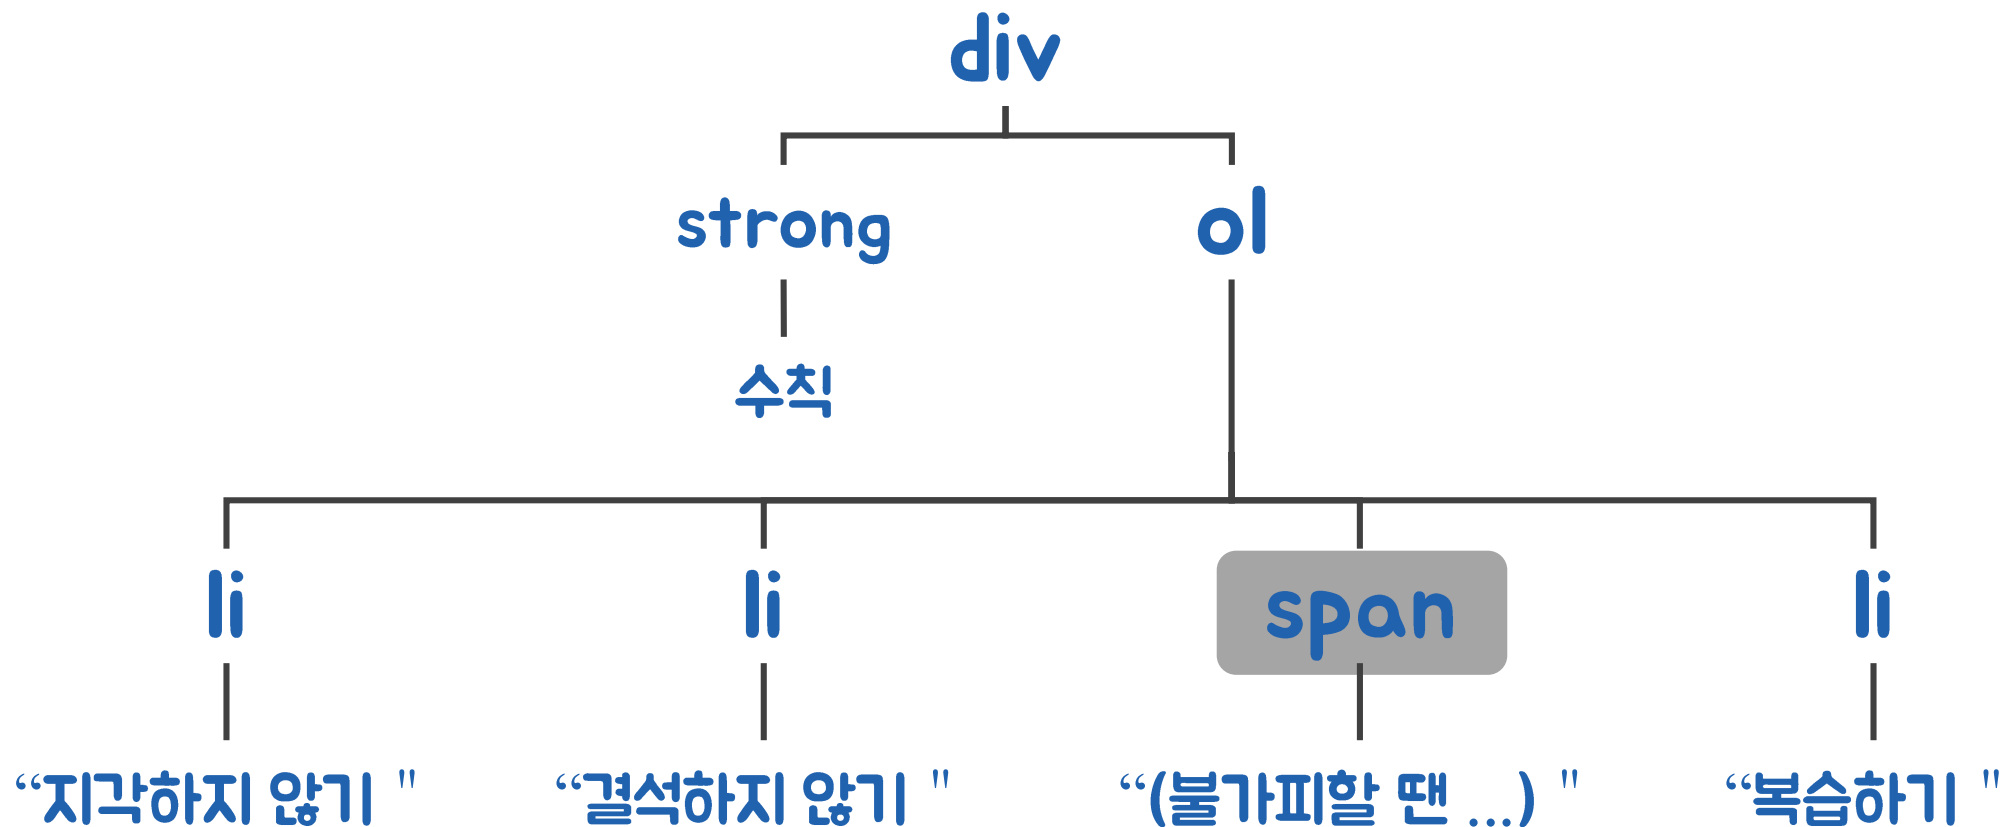 div
strong
ol
수칙
li
li
span
li
“지각하지 않기 "
“결석하지 않기 "
“(불가피할 땐 ...) "
“복습하기 "